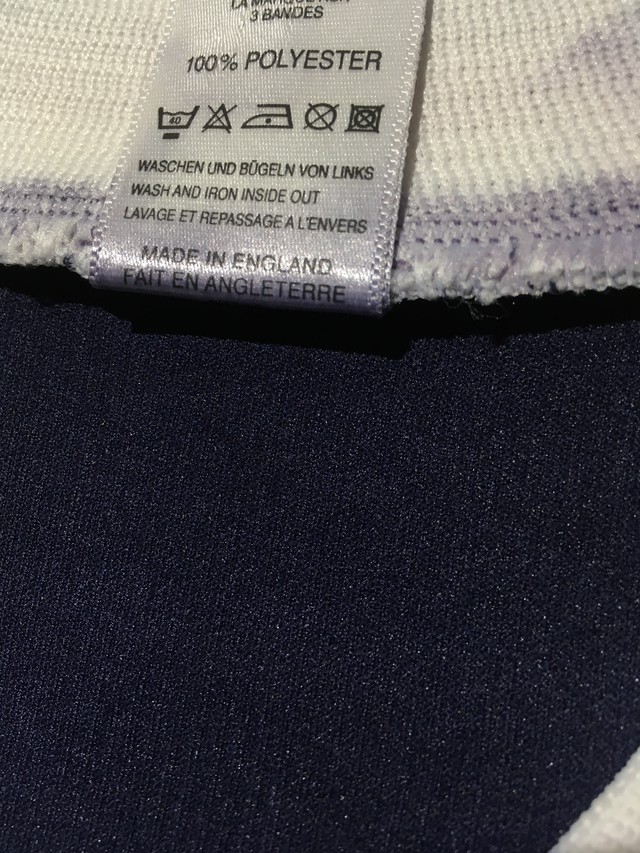 3 BANDES
100% POLYESTER
40
WASCHEN UND BÜGELN VON LINKS
WASH AND IRON INSIDE OUT
LAVAGE ET REPASSAGE A L'ENVERS
MADE IN ENGLAND
FAIT EN ANGLETERRE